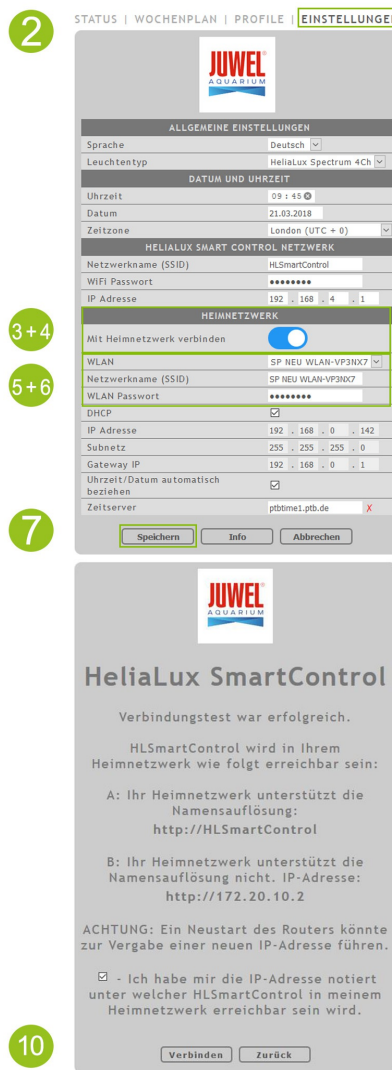 2
STATUS | WOCHENPLAN | PROFILE | EINSTELLUNGEN
JUWEL
AQUARIUM
ALLGEMEINE EINSTELLUNGEN
Sprache Deutsch
Leuchtentyp HeliaLux Spectrum 4Ch
DATUM UND UHRZEIT
Uhrzeit 09 : 45
Datum 21.03.2018
Zeitzone London (UTC + 0)
HELIALUX SMART CONTROL NETZWERK
Netzwerkname (SSID) HLSmartControl
WiFi Passwort ●●●●●●●●
IP Adresse 192 . 168 . 4 . 1
HEIMNETZWERK
3+4
Mit Heimnetzwerk verbinden
WLAN SP NEU WLAN-VP3NX7
5+6
Netzwerkname (SSID) SP NEU WLAN-VP3NX7
WLAN Passwort ●●●●●●●●
DHCP
IP Adresse 192 . 168 . 0 . 142
Subnetz 255 . 255 . 255 . 0
Gateway IP 192 . 168 . 0 . 1
Uhrzeit/Datum automatisch
beziehen
Zeitserver ptbtime1.ptb.de X
7
Speichern Info Abbrechen
JUWEL
AQUARIUM
HeliaLux SmartControl
Verbindungstest war erfolgreich.
HLSmartControl wird in Ihrem
Heimnetzwerk wie folgt erreichbar sein:
A: Ihr Heimnetzwerk unterstützt die
Namensauflösung:
http://HLSmartControl
B: Ihr Heimnetzwerk unterstützt die
Namensauflösung nicht. IP-Adresse:
http://172.20.10.2
ACHTUNG: Ein Neustart des Routers könnte
zur Vergabe einer neuen IP-Adresse führen.
- Ich habe mir die IP-Adresse notiert
unter welcher HLSmartControl in meinem
Heimnetzwerk erreichbar sein wird.
10
Verbinden Zurück